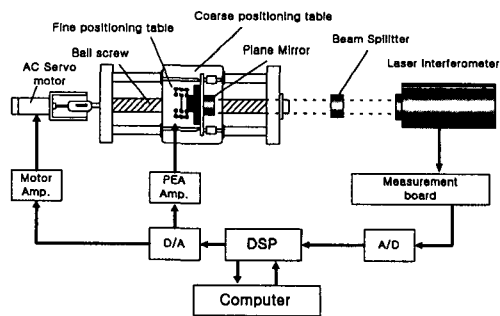 Coarse positioning table
Fine positioning table
Ball screw
AC Servo
motor
Plane Mirror
Beam Splitter
Laser Interferometer
Motor
Amp.
PEA
Amp.
Measurement
board
D/A
DSP
A/D
Computer